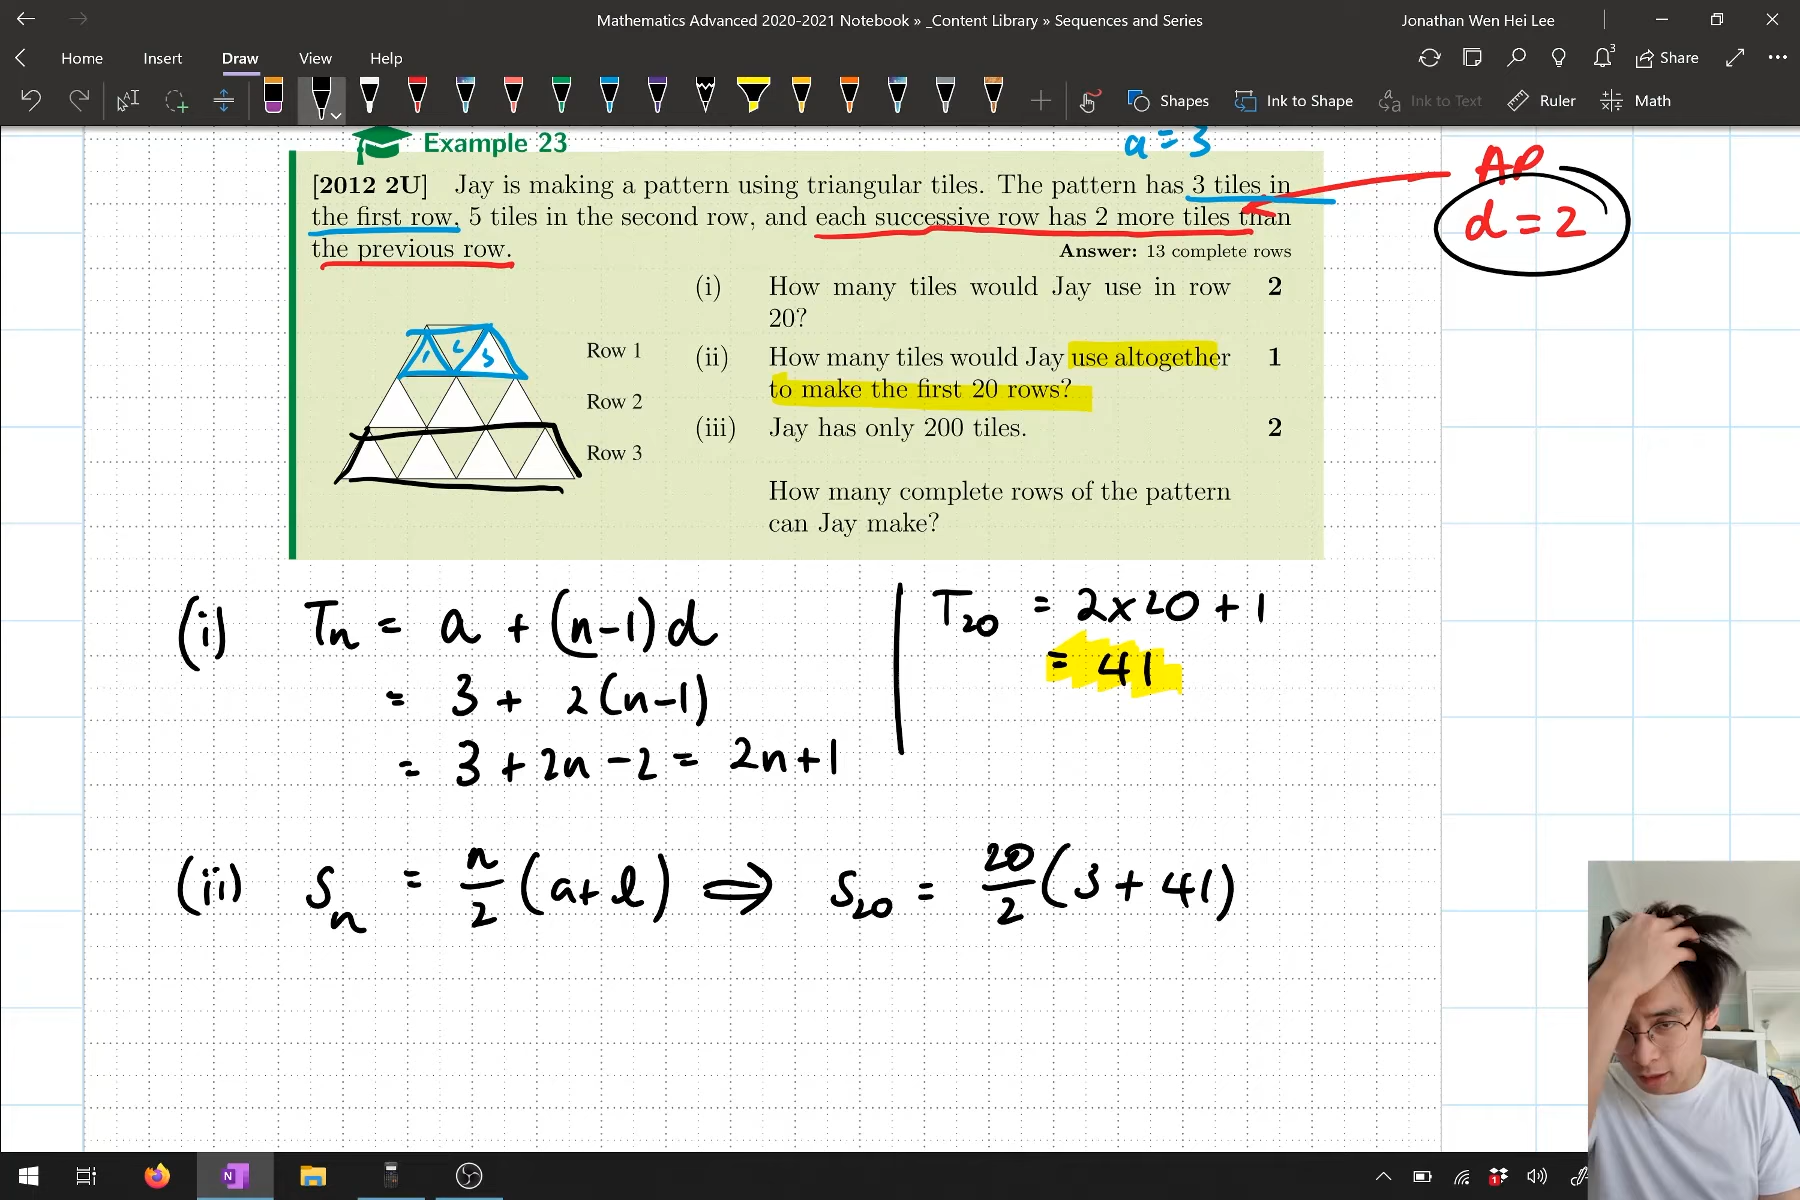 Mathematics Advanced 2020-2021 Notebook » _Content Library » Sequences and Series
Jonathan Wen Hei Lee
Home Insert Draw View Help
3
Share
Shapes Ink to Shape Ink to Text Ruler Math
Example 23
a = 3
AP
d = 2
[2012 2U] Jay is making a pattern using triangular tiles. The pattern has 3 tiles in
the first row, 5 tiles in the second row, and each successive row has 2 more tiles than
the previous row.
Answer: 13 complete rows
(i) How many tiles would Jay use in row 2
20?
(ii) How many tiles would Jay use altogether 1
to make the first 20 rows?
(iii) Jay has only 200 tiles. 2
How many complete rows of the pattern
can Jay make?
1 2 3
Row 1
Row 2
Row 3
(i) Tn = a + (n-1)d
= 3 + 2(n-1)
= 3 + 2n - 2 = 2n+1
T20 = 2x20 + 1
= 41
(ii) Sn = n/2 (a+l) ⟹ S20 = 20/2 (3 + 41)
N
1